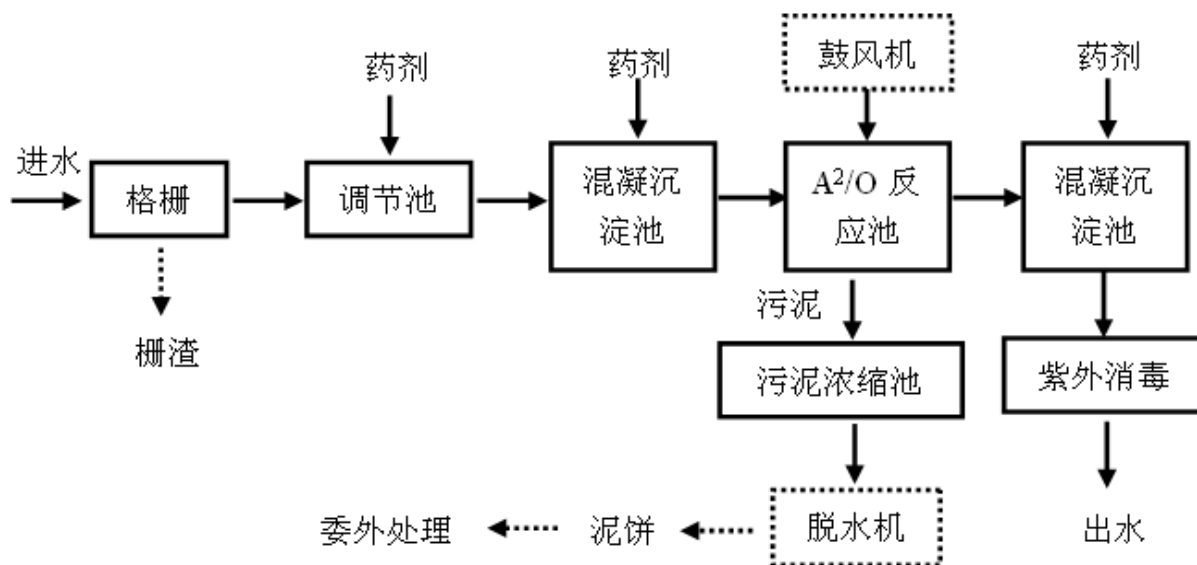 鼓风机
药剂
药剂
药剂
进水
格栅
调节池
混凝沉
淀池
A²/O 反
应池
混凝沉
淀池
污泥
栅渣
污泥浓缩池
紫外消毒
委外处理
泥饼
脱水机
出水